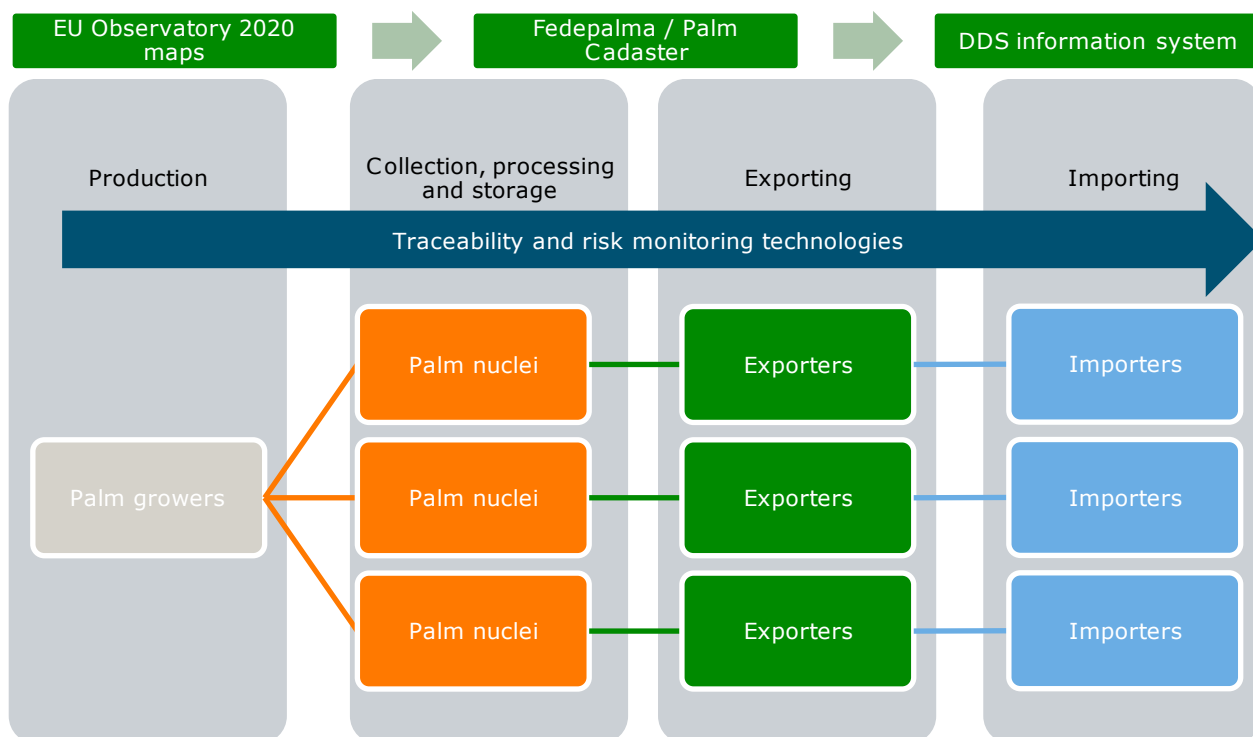 EU Observatory 2020
maps
Fedepalma / Palm
Cadaster
DDS information system
Production
Collection, processing
and storage
Exporting
Importing
Traceability and risk monitoring technologies
Palm nuclei
Exporters
Importers
Palm growers
Palm nuclei
Exporters
Importers
Palm nuclei
Exporters
Importers